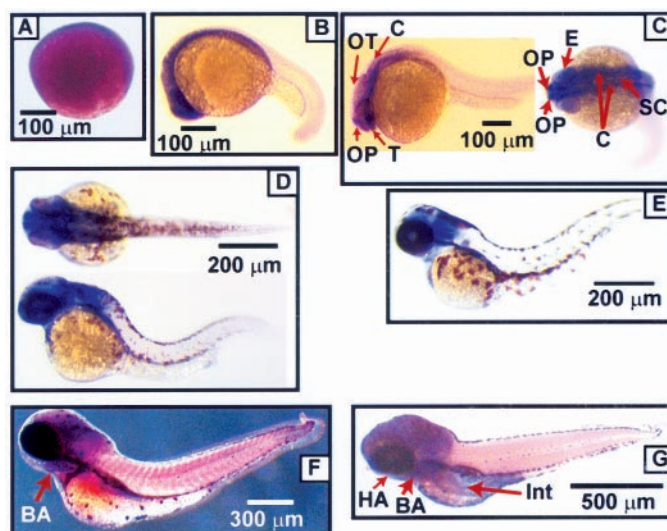 A
100 µm
B
100 µm
OT
C
OP
T
100 µm
C
OP
E
OP
C
SC
D
200 µm
E
200 µm
F
BA
300 µm
G
HA
BA
Int
500 µm